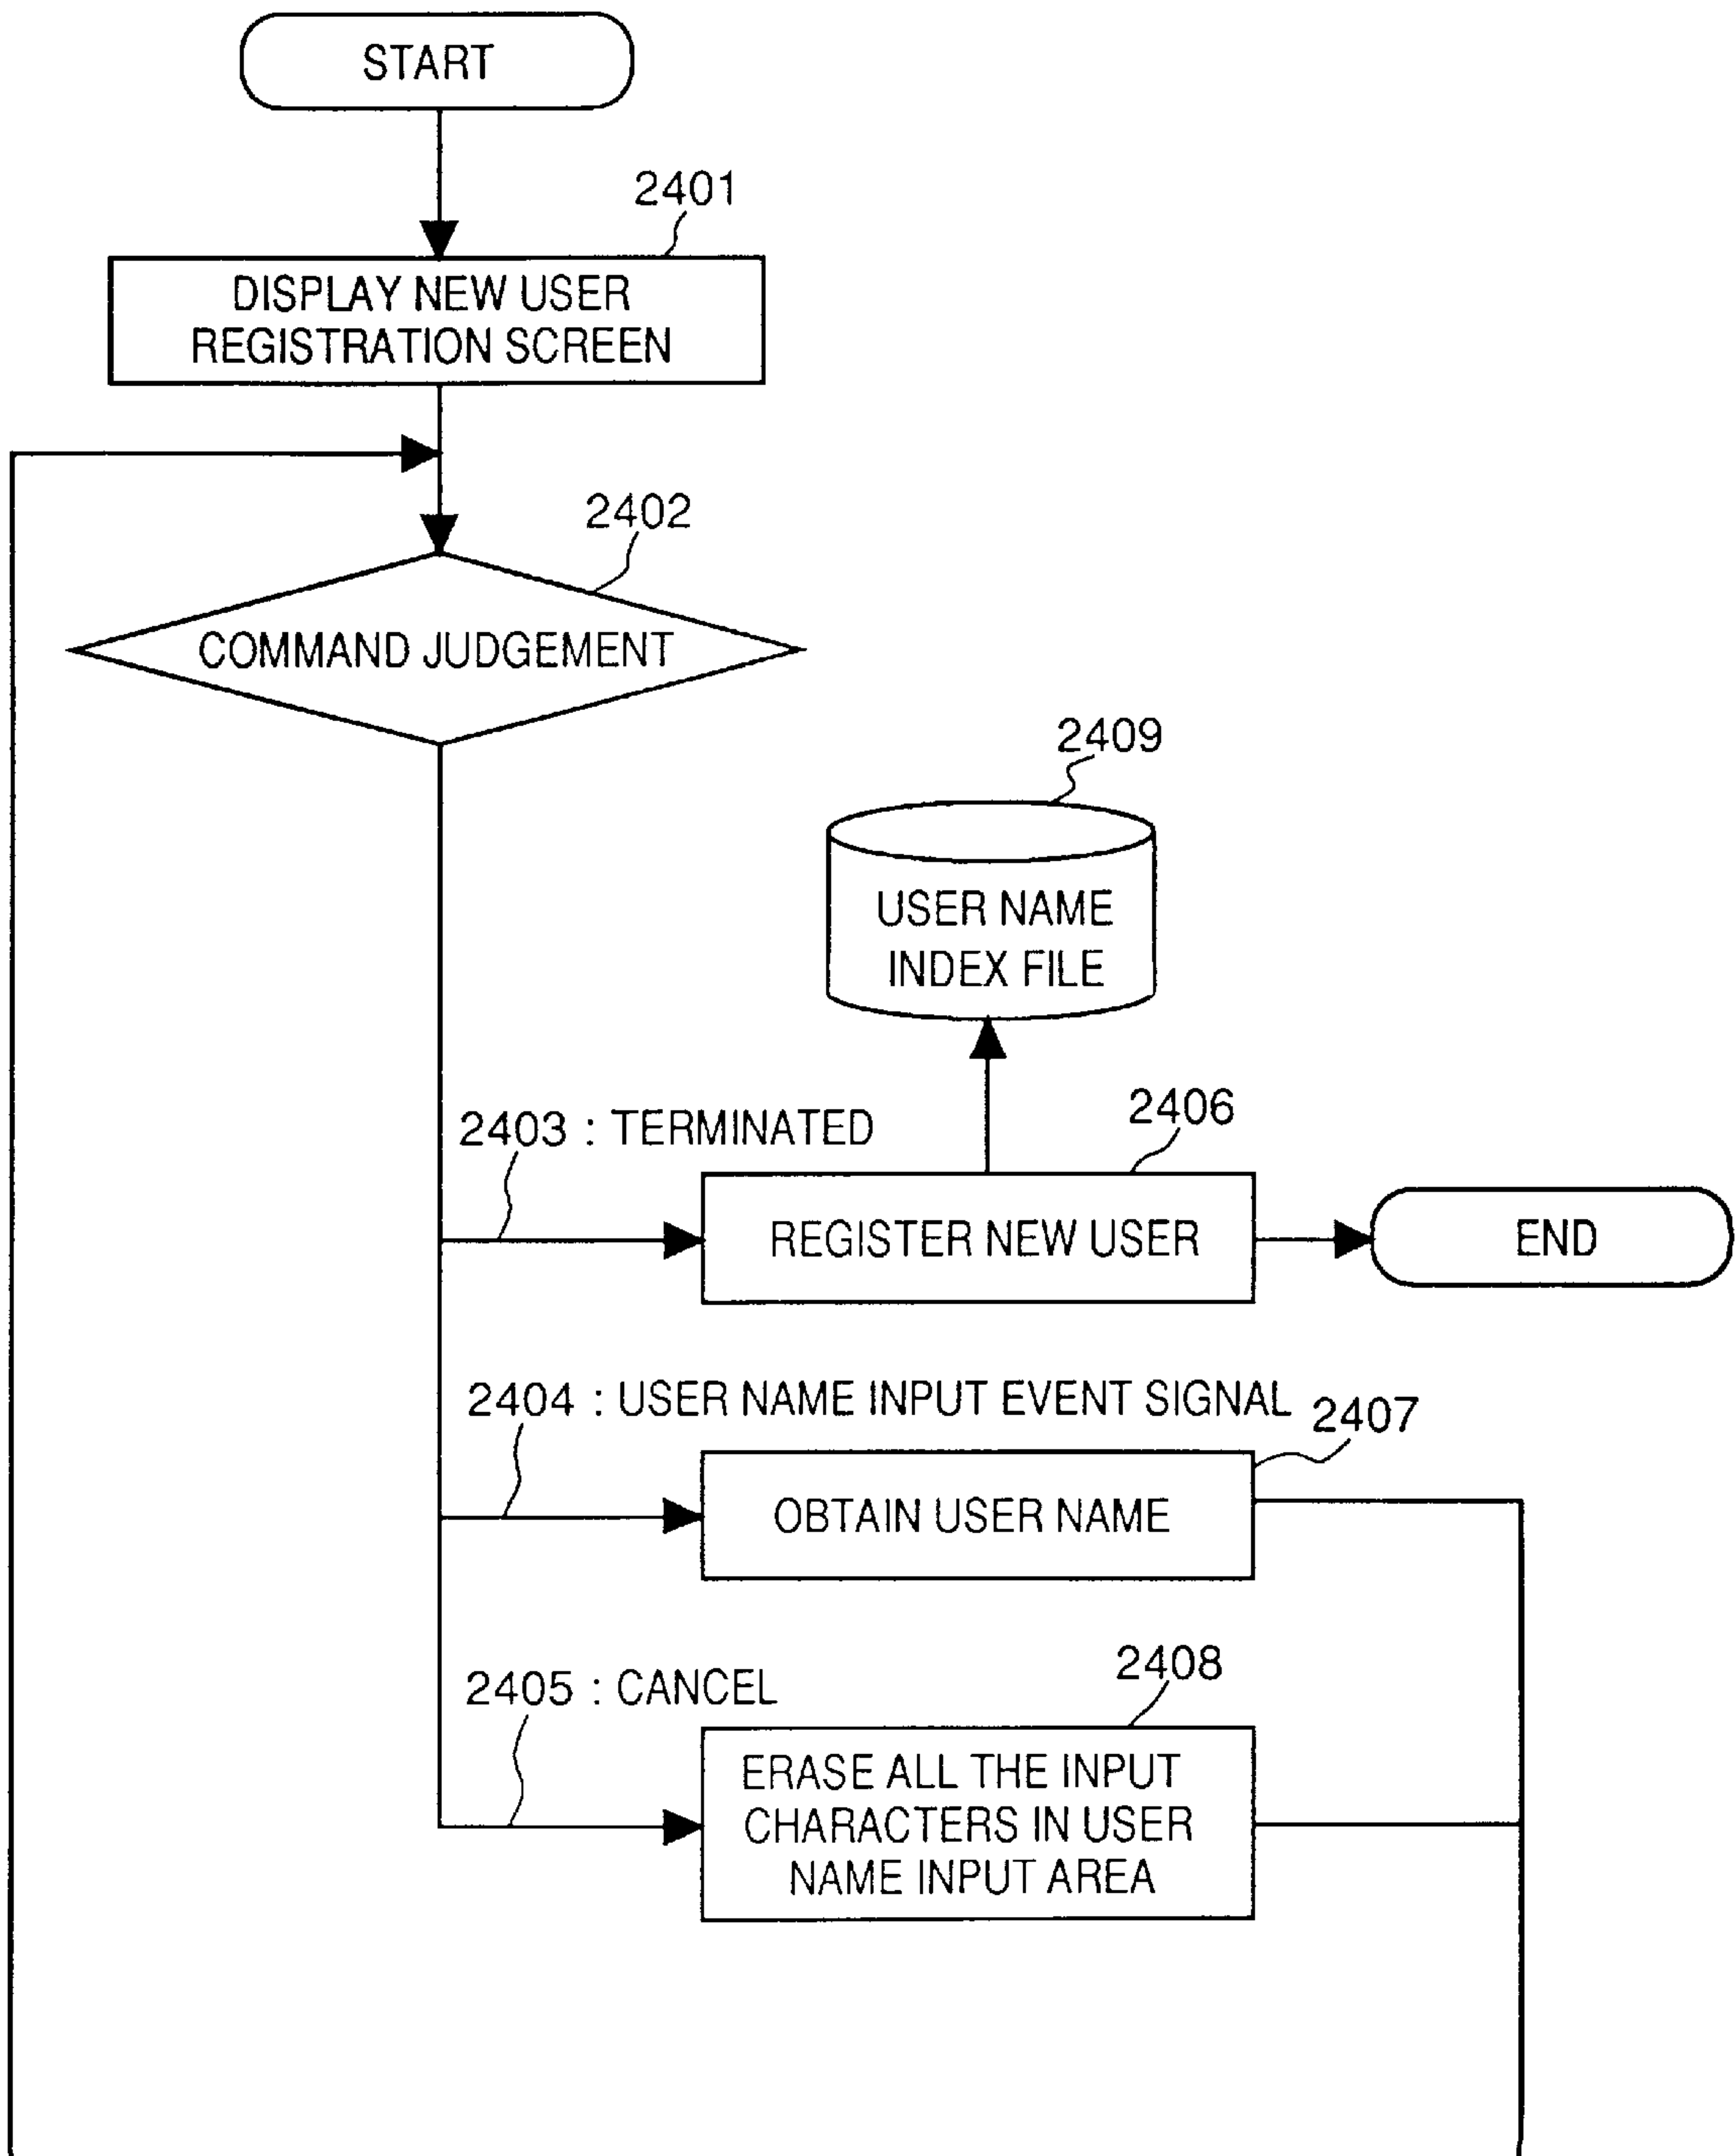 START
2401
DISPLAY NEW USER
REGISTRATION SCREEN
2402
COMMAND JUDGEMENT
2409
USER NAME
INDEX FILE
2403 : TERMINATED
2406
REGISTER NEW USER
END
2404 : USER NAME INPUT EVENT SIGNAL
2407
OBTAIN USER NAME
2405 : CANCEL
2408
ERASE ALL THE INPUT
CHARACTERS IN USER
NAME INPUT AREA